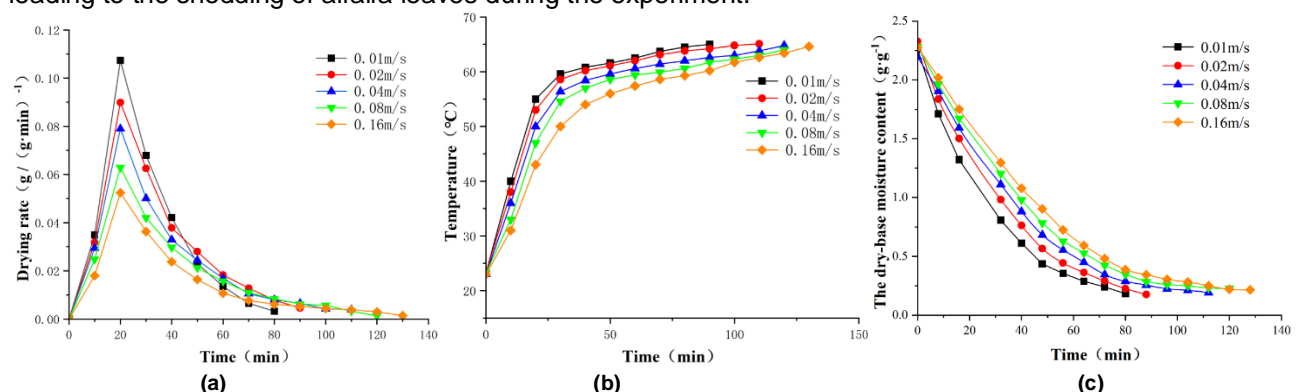 leading to the shedding of alfalfa leaves during the experiment.
0.12
0.10
0.08
0.06
0.04
0.02
0.00
Drying rate (g/(g·min)⁻¹)
0.01m/s
0.02m/s
0.04m/s
0.08m/s
0.16m/s
0 20 40 60 80 100 120 140
Time (min)
(a)
70
60
50
40
30
20
Temperature (℃)
0.01m/s
0.02m/s
0.04m/s
0.08m/s
0.16m/s
0 50 100 150
Time (min)
(b)
2.5
2.0
1.5
1.0
0.5
0.0
The dry-base moisture content (g·g⁻¹)
0.01m/s
0.02m/s
0.04m/s
0.08m/s
0.16m/s
0 20 40 60 80 100 120 140
Time (min)
(c)